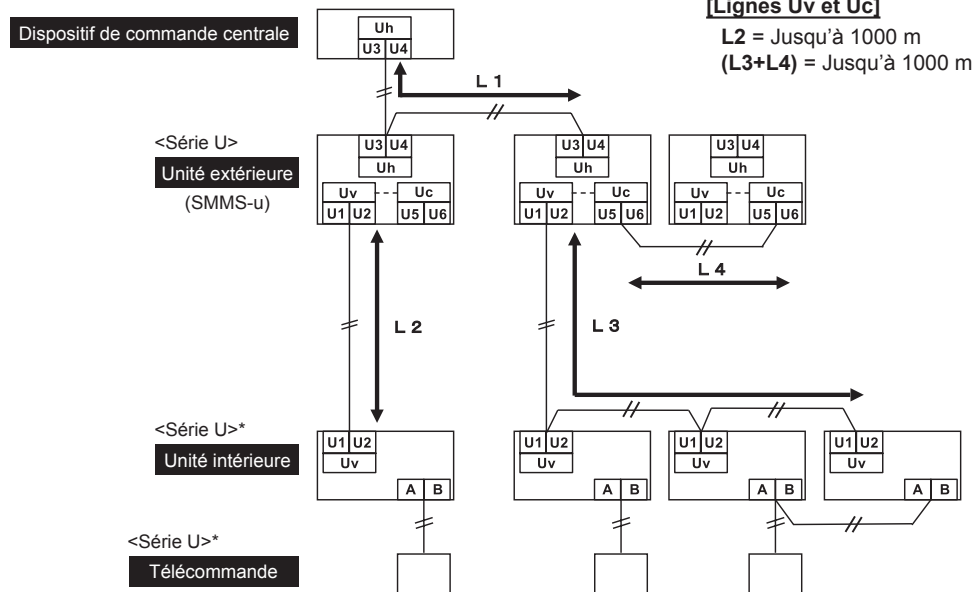 [Lignes Uv et Uc]
L2 = Jusqu'à 1000 m
(L3+L4) = Jusqu'à 1000 m
Dispositif de commande centrale
Uh
U3 U4
L 1
<Série U>
Unité extérieure
(SMMS-u)
U3 U4
Uh
Uv Uc
U1 U2 U5 U6
U3 U4
Uh
Uv Uc
U1 U2 U5 U6
U3 U4
Uh
Uv Uc
U1 U2 U5 U6
L 4
L 2
L 3
<Série U>*
Unité intérieure
U1 U2
Uv
A B
U1 U2
Uv
A B
U1 U2
Uv
A B
U1 U2
Uv
A B
<Série U>*
Télécommande